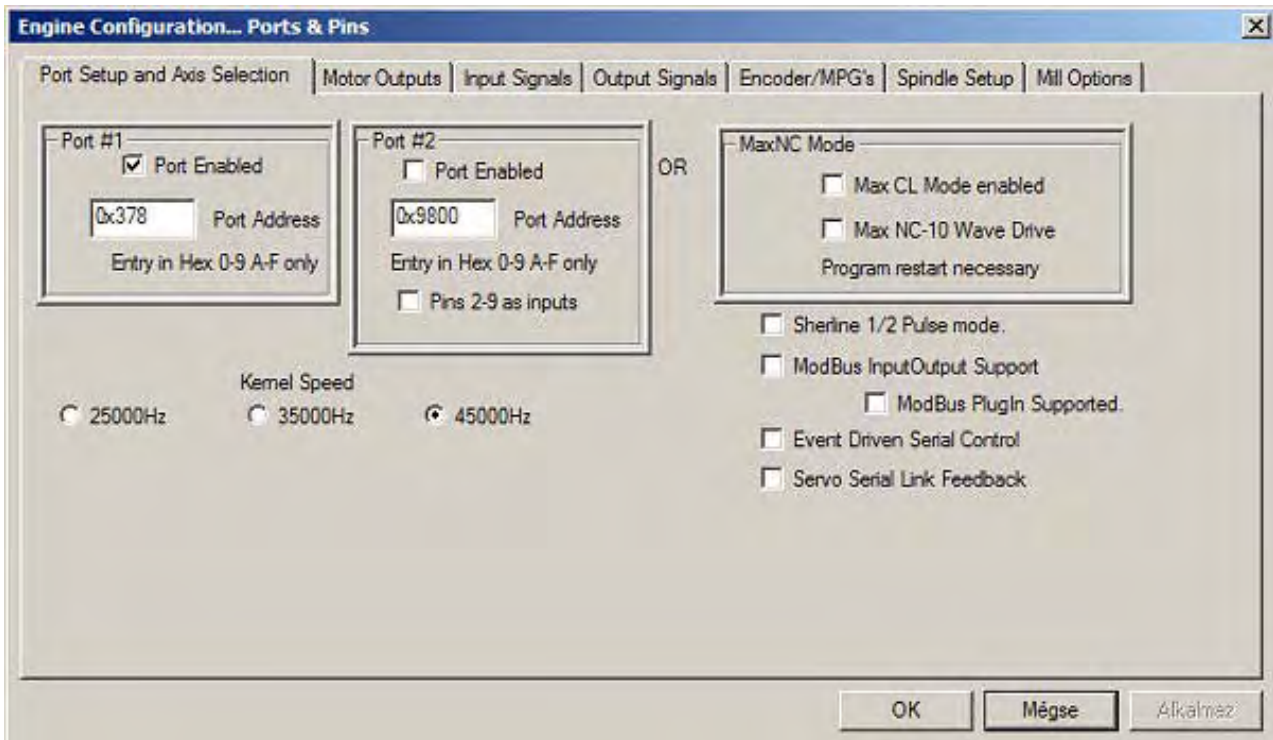 Engine Configuration... Ports & Pins
Port Setup and Axis Selection
Motor Outputs
Input Signals
Output Signals
Encoder/MPG's
Spindle Setup
Mill Options
Port #1
Port Enabled
0x378
Port Address
Entry in Hex 0-9 A-F only
Port #2
Port Enabled
0x9800
Port Address
Entry in Hex 0-9 A-F only
Pins 2-9 as inputs
OR
MaxNC Mode
Max CL Mode enabled
Max NC-10 Wave Drive
Program restart necessary
Sherline 1/2 Pulse mode.
ModBus InputOutput Support
ModBus PlugIn Supported.
Event Driven Serial Control
Servo Serial Link Feedback
Kernel Speed
25000Hz
35000Hz
45000Hz
OK
Mégse
Alkalmaz